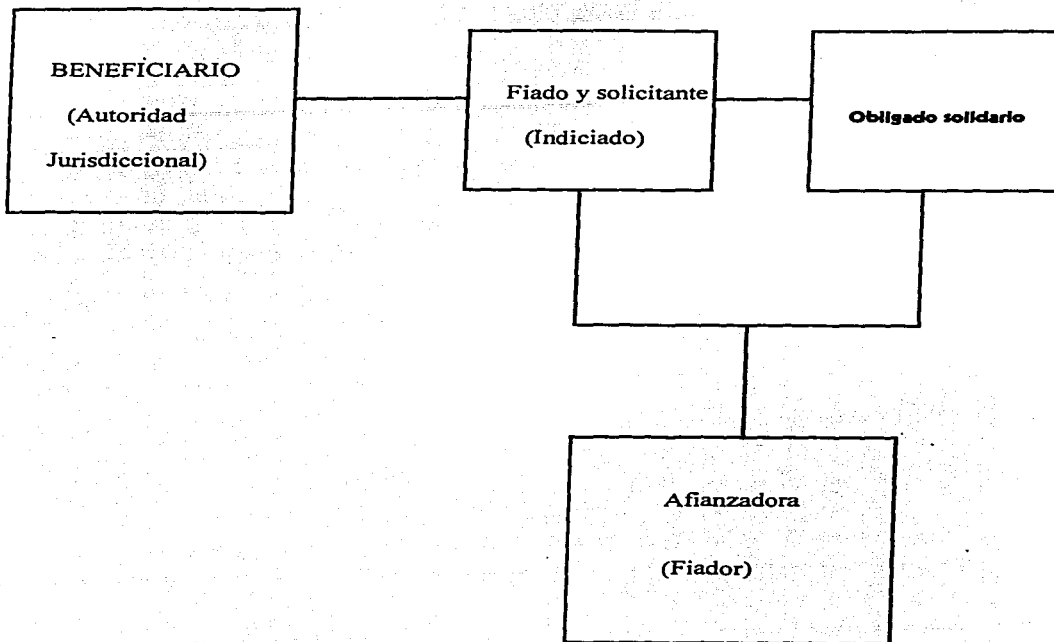 BENEFICIARIO
(Autoridad
Jurisdiccional)
Fiado y solicitante
(Indiciado)
Obligado solidario
Afianzadora
(Fiador)